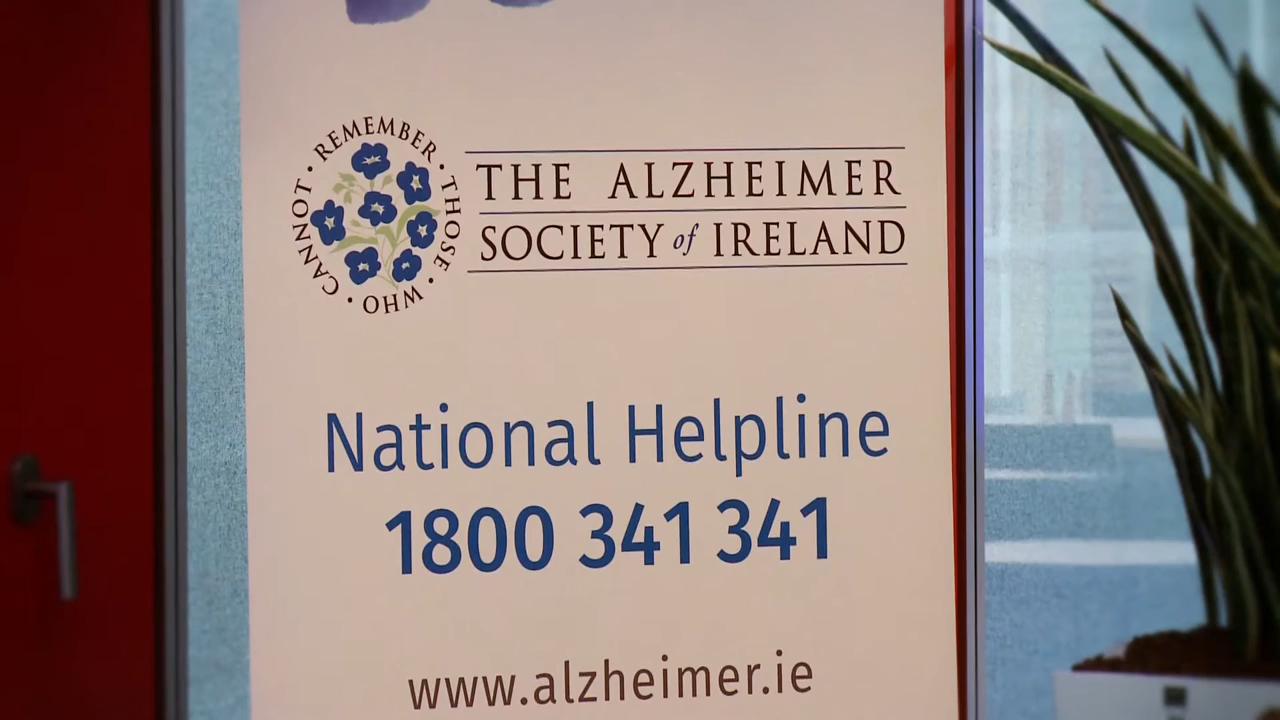 REMEMBER · THOSE · WHO · CANNOT ·
THE ALZHEIMER
SOCIETY of IRELAND
National Helpline
1800 341 341
www.alzheimer.ie